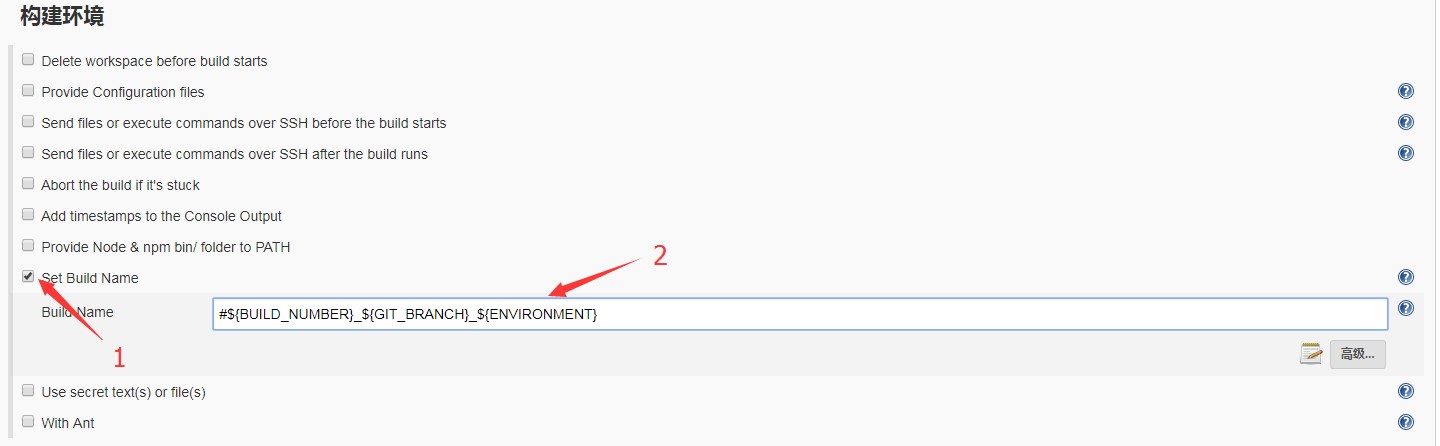 构建环境
Delete workspace before build starts
Provide Configuration files
Send files or execute commands over SSH before the build starts
Send files or execute commands over SSH after the build runs
Abort the build if it's stuck
Add timestamps to the Console Output
Provide Node & npm bin/ folder to PATH
2
Set Build Name
Build Name #${BUILD_NUMBER}_${GIT_BRANCH}_${ENVIRONMENT}
1
高级...
Use secret text(s) or file(s)
With Ant